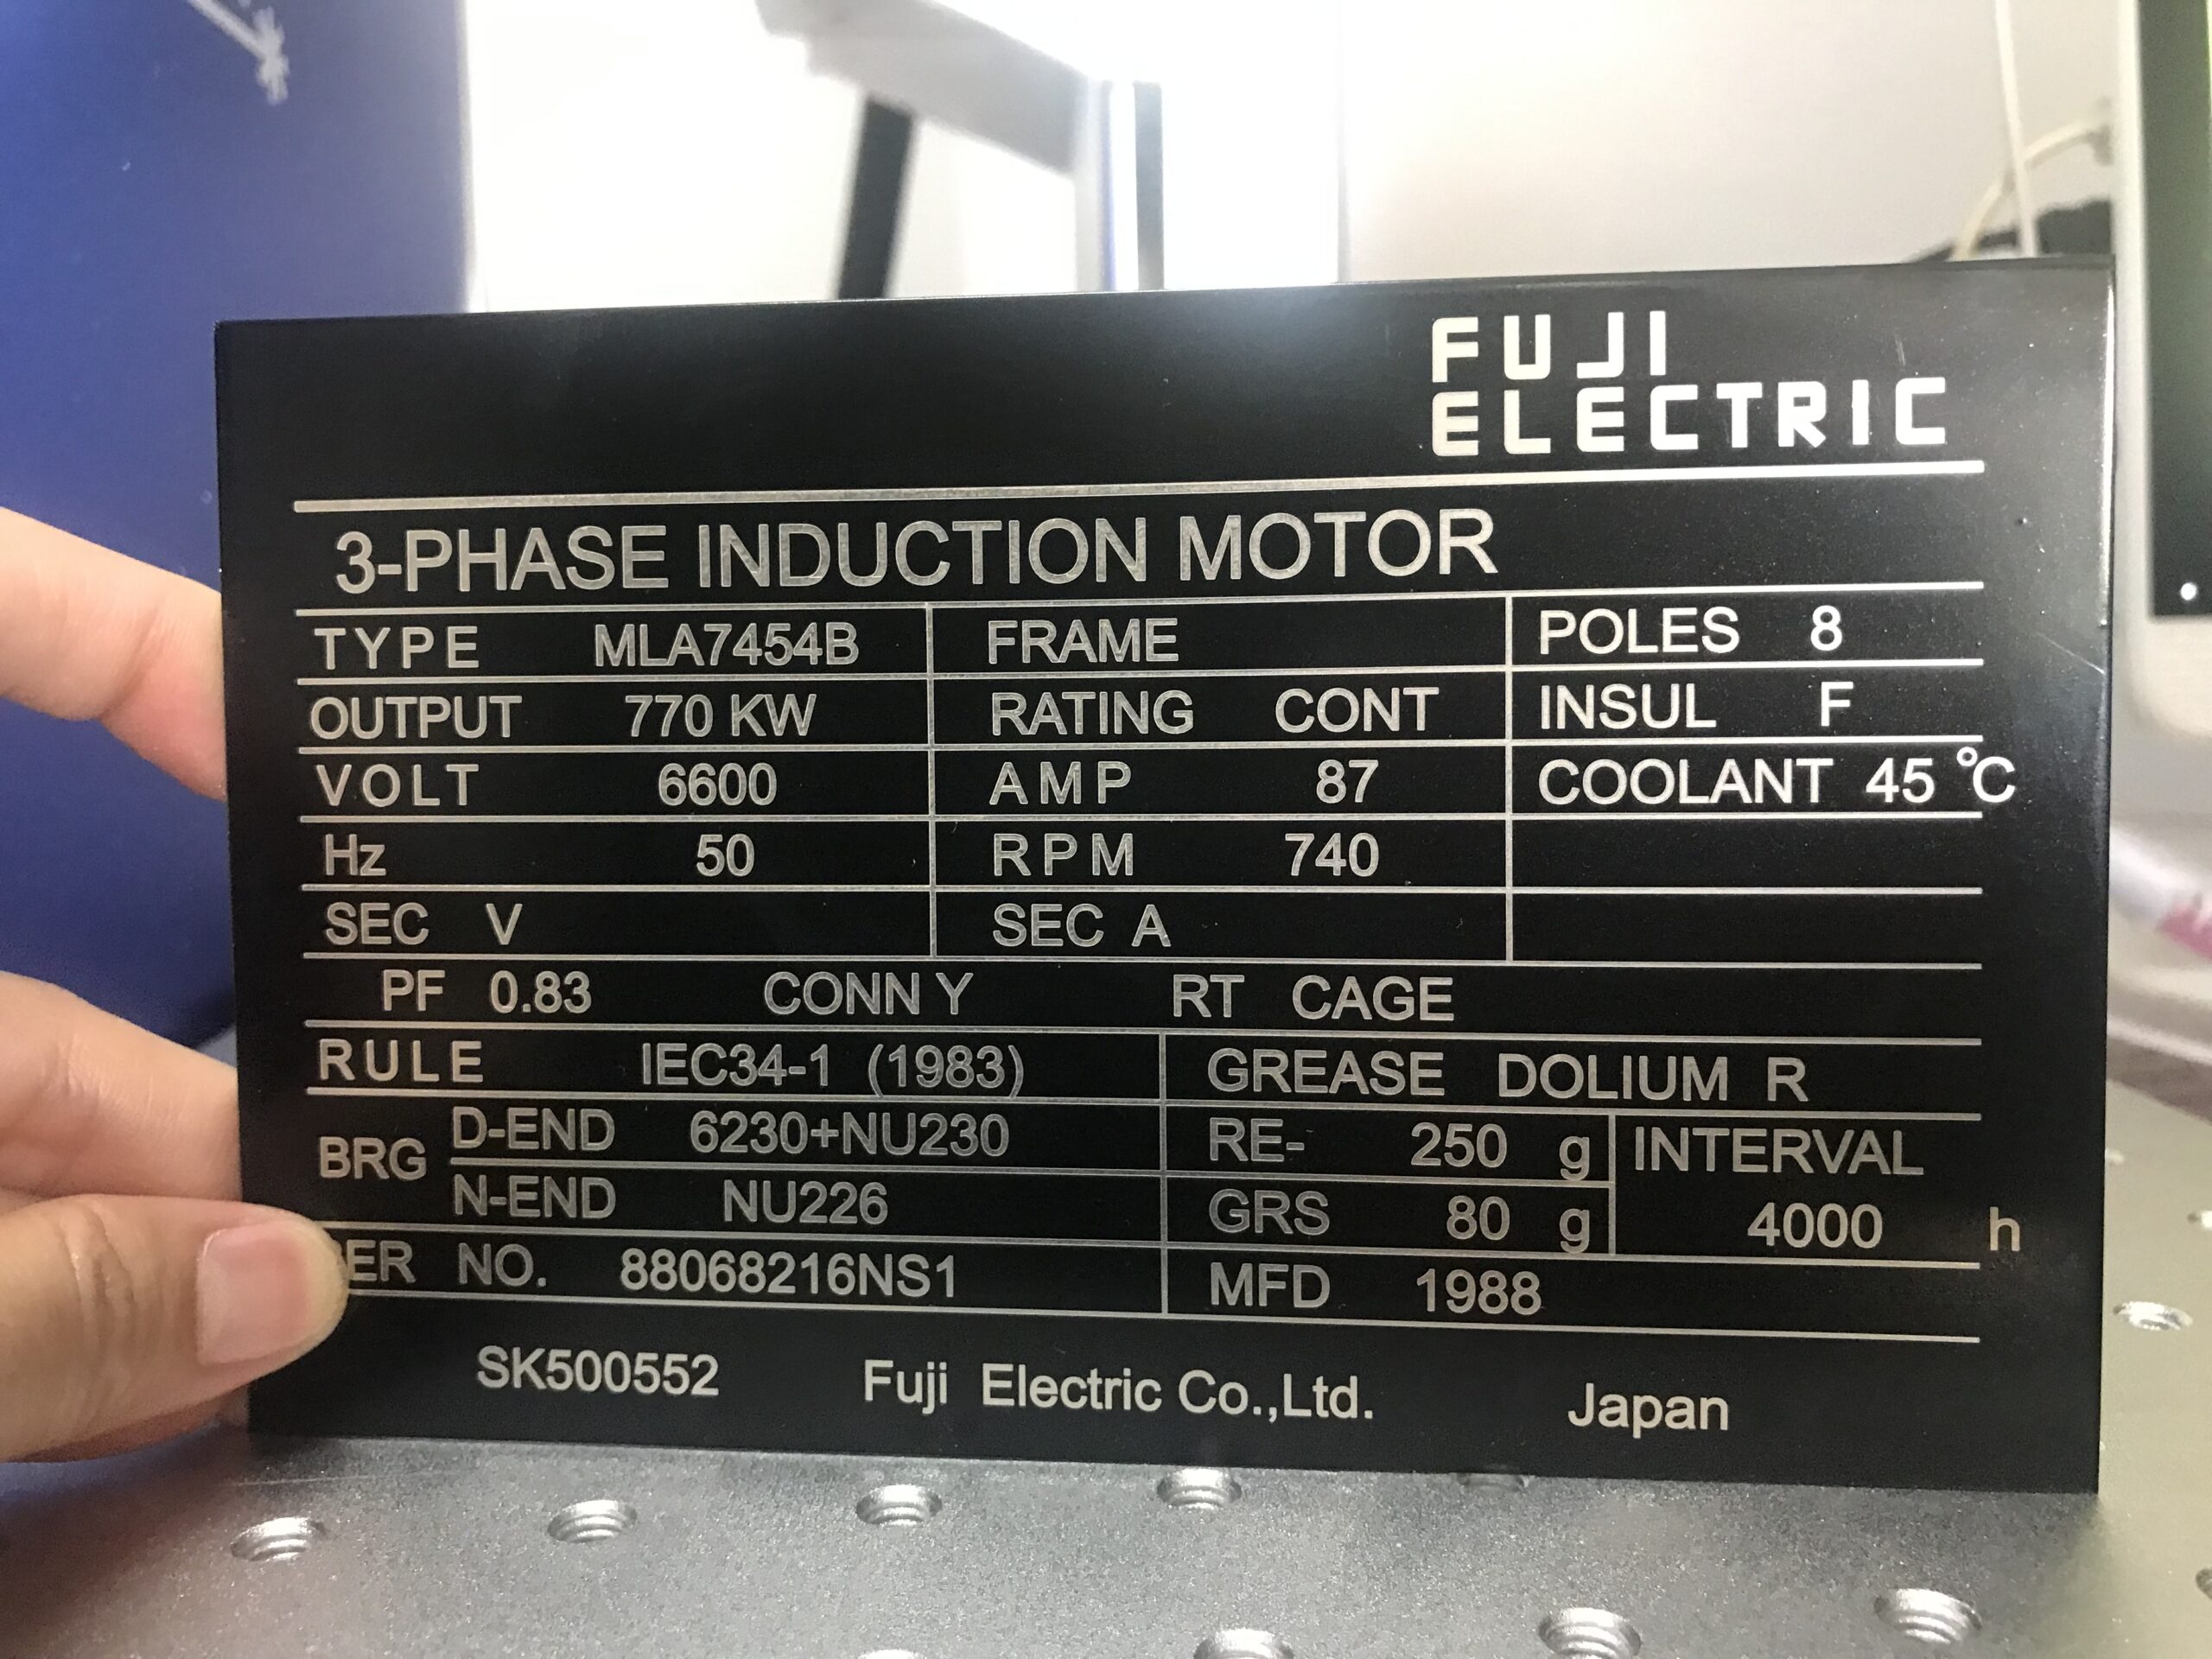 FUJI
ELECTRIC
3-PHASE INDUCTION MOTOR
TYPE MLA7454B FRAME POLES 8
OUTPUT 770 KW RATING CONT INSUL F
VOLT 6600 AMP 87 COOLANT 45 °C
Hz 50 RPM 740
SEC V SEC A
PF 0.83 CONN Y RT CAGE
RULE IEC34-1 (1983) GREASE DOLIUM R
BRG D-END 6230+NU230 RE- 250 g INTERVAL
N-END NU226 GRS 80 g 4000 h
ER NO. 88068216NS1 MFD 1988
SK500552 Fuji Electric Co.,Ltd. Japan